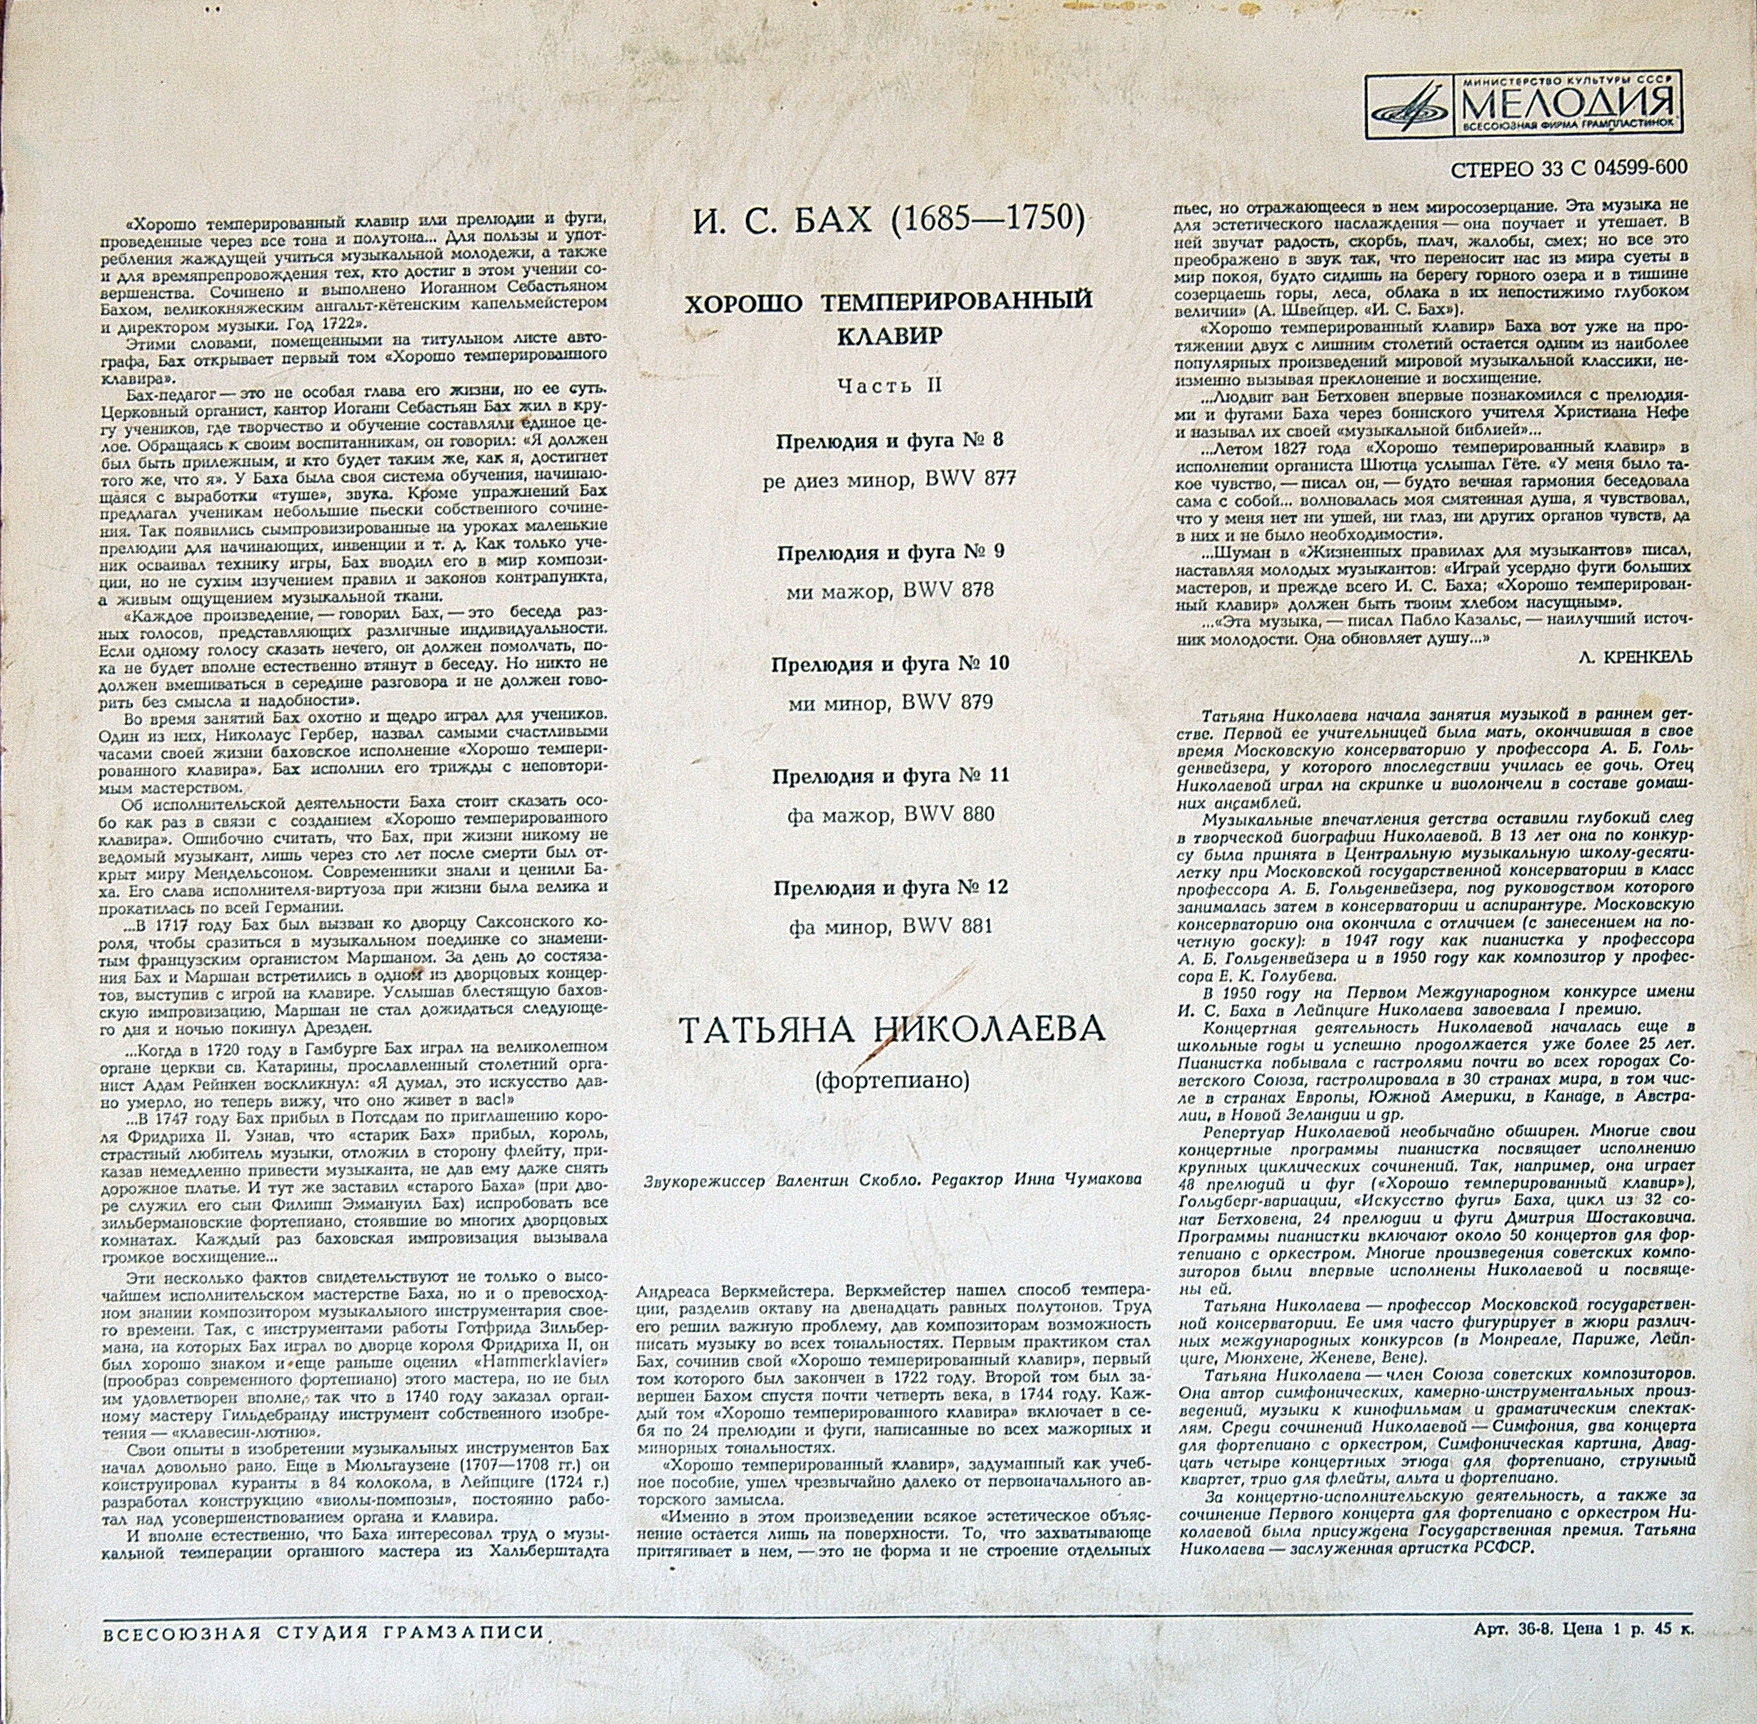 МИНИСТЕРСТВО КУЛЬТУРЫ СССР
МЕЛОДИЯ
ВСЕСОЮЗНАЯ ФИРМА ГРАМПЛАСТИНОК
СТЕРЕО 33 С 04599-600
«Хорошо темперированный клавир или прелюдии и фуги,
проведенные через все тона и полутона... Для пользы и упот-
ребления жаждущей учиться музыкальной молодежи, а также
и для времяпрепровождения тех, кто достиг в этом учении со-
вершенства. Сочинено и выполнено Иоганном Себастьяном
Бахом, великокняжеским ангальт-кётенским капельмейстером
и директором музыки. Год 1722».
Этими словами, помещенными на титульном листе авто-
графа, Бах открывает первый том «Хорошо темперированного
клавира».
Бах-педагог — это не особая глава его жизни, но ее суть.
Церковный органист, кантор Иоганн Себастьян Бах жил в кру-
гу учеников, где творчество и обучение составляли единое це-
лое. Обращаясь к своим воспитанникам, он говорил: «Я должен
был быть прилежным, и кто будет таким же, как я, достигнет
того же, что я». У Баха была своя система обучения, начинаю-
щаяся с выработки «туше», звука. Кроме упражнений Бах
предлагал ученикам небольшие пьески собственного сочине-
ния. Так появились сымпровизированные на уроках маленькие
прелюдии для начинающих, инвенции и т. д. Как только уче-
ник осваивал технику игры, Бах вводил его в мир компози-
ции, но не сухим изучением правил и законов контрапункта,
а живым ощущением музыкальной ткани.
«Каждое произведение, — говорил Бах, — это беседа раз-
ных голосов, представляющих различные индивидуальности.
Если одному голосу сказать нечего, он должен помолчать, по-
ка не будет вполне естественно втянут в беседу. Но никто не
должен вмешиваться в середине разговора и не должен гово-
рить без смысла и надобности».
Во время занятий Бах охотно и щедро играл для учеников.
Один из них, Николаус Гербер, назвал самыми счастливыми
часами своей жизни баховское исполнение «Хорошо темпери-
рованного клавира». Бах исполнил его трижды с неповтори-
мым мастерством.
Об исполнительской деятельности Баха стоит сказать осо-
бо как раз в связи с созданием «Хорошо темперированного
клавира». Ошибочно считать, что Бах, при жизни никому не
ведомый музыкант, лишь через сто лет после смерти был от-
крыт миру Мендельсоном. Современники знали и ценили Ба-
ха. Его слава исполнителя-виртуоза при жизни была велика и
прокатилась по всей Германии.
...В 1717 году Бах был вызван ко дворцу Саксонского ко-
роля, чтобы сразиться в музыкальном поединке со знамени-
тым французским органистом Маршаном. За день до состяза-
ния Бах и Маршан встретились в одном из дворцовых концер-
тов, выступив с игрой на клавире. Услышав блестящую бахов-
скую импровизацию, Маршан не стал дожидаться следующе-
го дня и ночью покинул Дрезден.
...Когда в 1720 году в Гамбурге Бах играл на великолепном
органе церкви св. Катарины, прославленный столетний орга-
нист Адам Рейнкен воскликнул: «Я думал, это искусство дав-
но умерло, но теперь вижу, что оно живет в вас!»
...В 1747 году Бах прибыл в Потсдам по приглашению коро-
ля Фридриха II. Узнав, что «старик Бах» прибыл, король,
страстный любитель музыки, отложил в сторону флейту, при-
казав немедленно привести музыканта, не дав ему даже снять
дорожное платье. И тут же заставил «старого Баха» (при дво-
ре служил его сын Филипп Эммануил Бах) испробовать все
зильбермановские фортепиано, стоявшие во многих дворцовых
комнатах. Каждый раз баховская импровизация вызывала
громкое восхищение...
Эти несколько фактов свидетельствуют не только о высо-
чайшем исполнительском мастерстве Баха, но и о превосход-
ном знании композитором музыкального инструментария свое-
го времени. Так, с инструментами работы Готфрида Зильбер-
мана, на которых Бах играл во дворце короля Фридриха II, он
был хорошо знаком и еще раньше оценил «Hammerklavier»
(прообраз современного фортепиано) этого мастера, но не был
им удовлетворен вполне, так что в 1740 году заказал орган-
ному мастеру Гильдебранду инструмент собственного изобре-
тения — «клавесин-лютню».
Свои опыты в изобретении музыкальных инструментов Бах
начал довольно рано. Еще в Мюльгаузене (1707—1708 гг.) он
конструировал куранты в 84 колокола, в Лейпциге (1724 г.)
разработал конструкцию «виолы-помпозы», постоянно рабо-
тал над усовершенствованием органа и клавира.
И вполне естественно, что Баха интересовал труд о музы-
кальной темперации органного мастера из Хальберштадта
И. С. БАХ (1685—1750)
ХОРОШО ТЕМПЕРИРОВАННЫЙ
КЛАВИР
Часть II
Прелюдия и фуга № 8
ре диез минор, BWV 877
Прелюдия и фуга № 9
ми мажор, BWV 878
Прелюдия и фуга № 10
ми минор, BWV 879
Прелюдия и фуга № 11
фа мажор, BWV 880
Прелюдия и фуга № 12
фа минор, BWV 881
ТАТЬЯНА НИКОЛАЕВА
(фортепиано)
Звукорежиссер Валентин Скобло. Редактор Инна Чумакова
Андреаса Веркмейстера. Веркмейстер нашел способ темпера-
ции, разделив октаву на двенадцать равных полутонов. Труд
его решил важную проблему, дав композиторам возможность
писать музыку во всех тональностях. Первым практиком стал
Бах, сочинив свой «Хорошо темперированный клавир», первый
том которого был закончен в 1722 году. Второй том был за-
вершен Бахом спустя почти четверть века, в 1744 году. Каж-
дый том «Хорошо темперированного клавира» включает в се-
бя по 24 прелюдии и фуги, написанные во всех мажорных и
минорных тональностях.
«Хорошо темперированный клавир», задуманный как учеб-
ное пособие, ушел чрезвычайно далеко от первоначального ав-
торского замысла.
«Именно в этом произведении всякое эстетическое объяс-
нение остается лишь на поверхности. То, что захватывающе
притягивает в нем, — это не форма и не строение отдельных
пьес, но отражающееся в нем миросозерцание. Эта музыка не
для эстетического наслаждения — она поучает и утешает. В
ней звучат радость, скорбь, плач, жалобы, смех; но все это
преображено в звук так, что переносит нас из мира суеты в
мир покоя, будто сидишь на берегу горного озера и в тишине
созерцаешь горы, леса, облака в их непостижимо глубоком
величии» (А. Швейцер. «И. С. Бах»).
«Хорошо темперированный клавир» Баха вот уже на про-
тяжении двух с лишним столетий остается одним из наиболее
популярных произведений мировой музыкальной классики, не-
изменно вызывая преклонение и восхищение.
...Людвиг ван Бетховен впервые познакомился с прелюдия-
ми и фугами Баха через боннского учителя Христиана Нефе
и называл их своей «музыкальной библией»...
...Летом 1827 года «Хорошо темперированный клавир» в
исполнении органиста Шютца услышал Гёте. «У меня было та-
кое чувство, — писал он, — будто вечная гармония беседовала
сама с собой... волновалась моя смятенная душа, я чувствовал,
что у меня нет ни ушей, ни глаз, ни других органов чувств, да
в них и не было необходимости».
...Шуман в «Жизненных правилах для музыкантов» писал,
наставляя молодых музыкантов: «Играй усердно фуги больших
мастеров, и прежде всего И. С. Баха; «Хорошо темперирован-
ный клавир» должен быть твоим хлебом насущным».
...«Эта музыка, — писал Пабло Казальс, — наилучший источ-
ник молодости. Она обновляет душу...»
Л. КРЕНКЕЛЬ
Татьяна Николаева начала занятия музыкой в раннем дет-
стве. Первой ее учительницей была мать, окончившая в свое
время Московскую консерваторию у профессора А. Б. Голь-
денвейзера, у которого впоследствии училась ее дочь. Отец
Николаевой играл на скрипке и виолончели в составе домаш-
них ансамблей.
Музыкальные впечатления детства оставили глубокий след
в творческой биографии Николаевой. В 13 лет она по конкур-
су была принята в Центральную музыкальную школу-десяти-
летку при Московской государственной консерватории в класс
профессора А. Б. Гольденвейзера, под руководством которого
занималась затем в консерватории и аспирантуре. Московскую
консерваторию она окончила с отличием (с занесением на по-
четную доску): в 1947 году как пианистка у профессора
А. Б. Гольденвейзера и в 1950 году как композитор у профес-
сора Е. К. Голубева.
В 1950 году на Первом Международном конкурсе имени
И. С. Баха в Лейпциге Николаева завоевала I премию.
Концертная деятельность Николаевой началась еще в
школьные годы и успешно продолжается уже более 25 лет.
Пианистка побывала с гастролями почти во всех городах Со-
ветского Союза, гастролировала в 30 странах мира, в том чис-
ле в странах Европы, Южной Америки, в Канаде, в Австра-
лии, в Новой Зеландии и др.
Репертуар Николаевой необычайно обширен. Многие свои
концертные программы пианистка посвящает исполнению
крупных циклических сочинений. Так, например, она играет
48 прелюдий и фуг («Хорошо темперированный клавир»),
Гольдберг-вариации, «Искусство фуги» Баха, цикл из 32 со-
нат Бетховена, 24 прелюдии и фуги Дмитрия Шостаковича.
Программы пианистки включают около 50 концертов для фор-
тепиано с оркестром. Многие произведения советских компо-
зиторов были впервые исполнены Николаевой и посвяще-
ны ей.
Татьяна Николаева — профессор Московской государствен-
ной консерватории. Ее имя часто фигурирует в жюри различ-
ных международных конкурсов (в Монреале, Париже, Лейп-
циге, Мюнхене, Женеве, Вене).
Татьяна Николаева — член Союза советских композиторов.
Она автор симфонических, камерно-инструментальных произ-
ведений, музыки к кинофильмам и драматическим спектак-
лям. Среди сочинений Николаевой — Симфония, два концерта
для фортепиано с оркестром, Симфоническая картина, Двад-
цать четыре концертных этюда для фортепиано, струнный
квартет, трио для флейты, альта и фортепиано.
За концертно-исполнительскую деятельность, а также за
сочинение Первого концерта для фортепиано с оркестром Ни-
колаевой была присуждена Государственная премия. Татьяна
Николаева — заслуженная артистка РСФСР.
ВСЕСОЮЗНАЯ СТУДИЯ ГРАМЗАПИСИ
Арт. 36-8. Цена 1 р. 45 к.